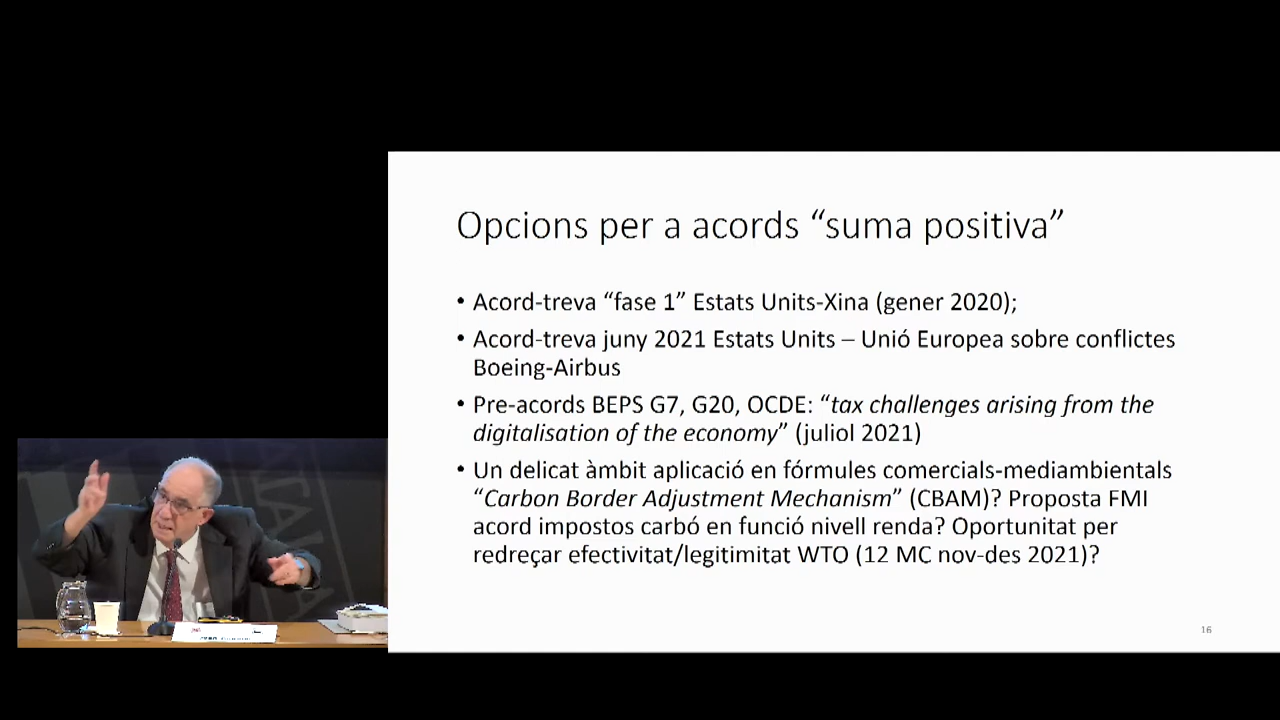 Opcions per a acords “suma positiva”
• Acord-treva “fase 1” Estats Units-Xina (gener 2020);
• Acord-treva juny 2021 Estats Units – Unió Europea sobre conflictes
Boeing-Airbus
• Pre-acords BEPS G7, G20, OCDE: “tax challenges arising from the
digitalisation of the economy” (juliol 2021)
• Un delicat àmbit aplicació en fórmules comercials-mediambientals
“Carbon Border Adjustment Mechanism” (CBAM)? Proposta FMI
acord impostos carbó en funció nivell renda? Oportunitat per
redreçar efectivitat/legitimitat WTO (12 MC nov-des 2021)?
16